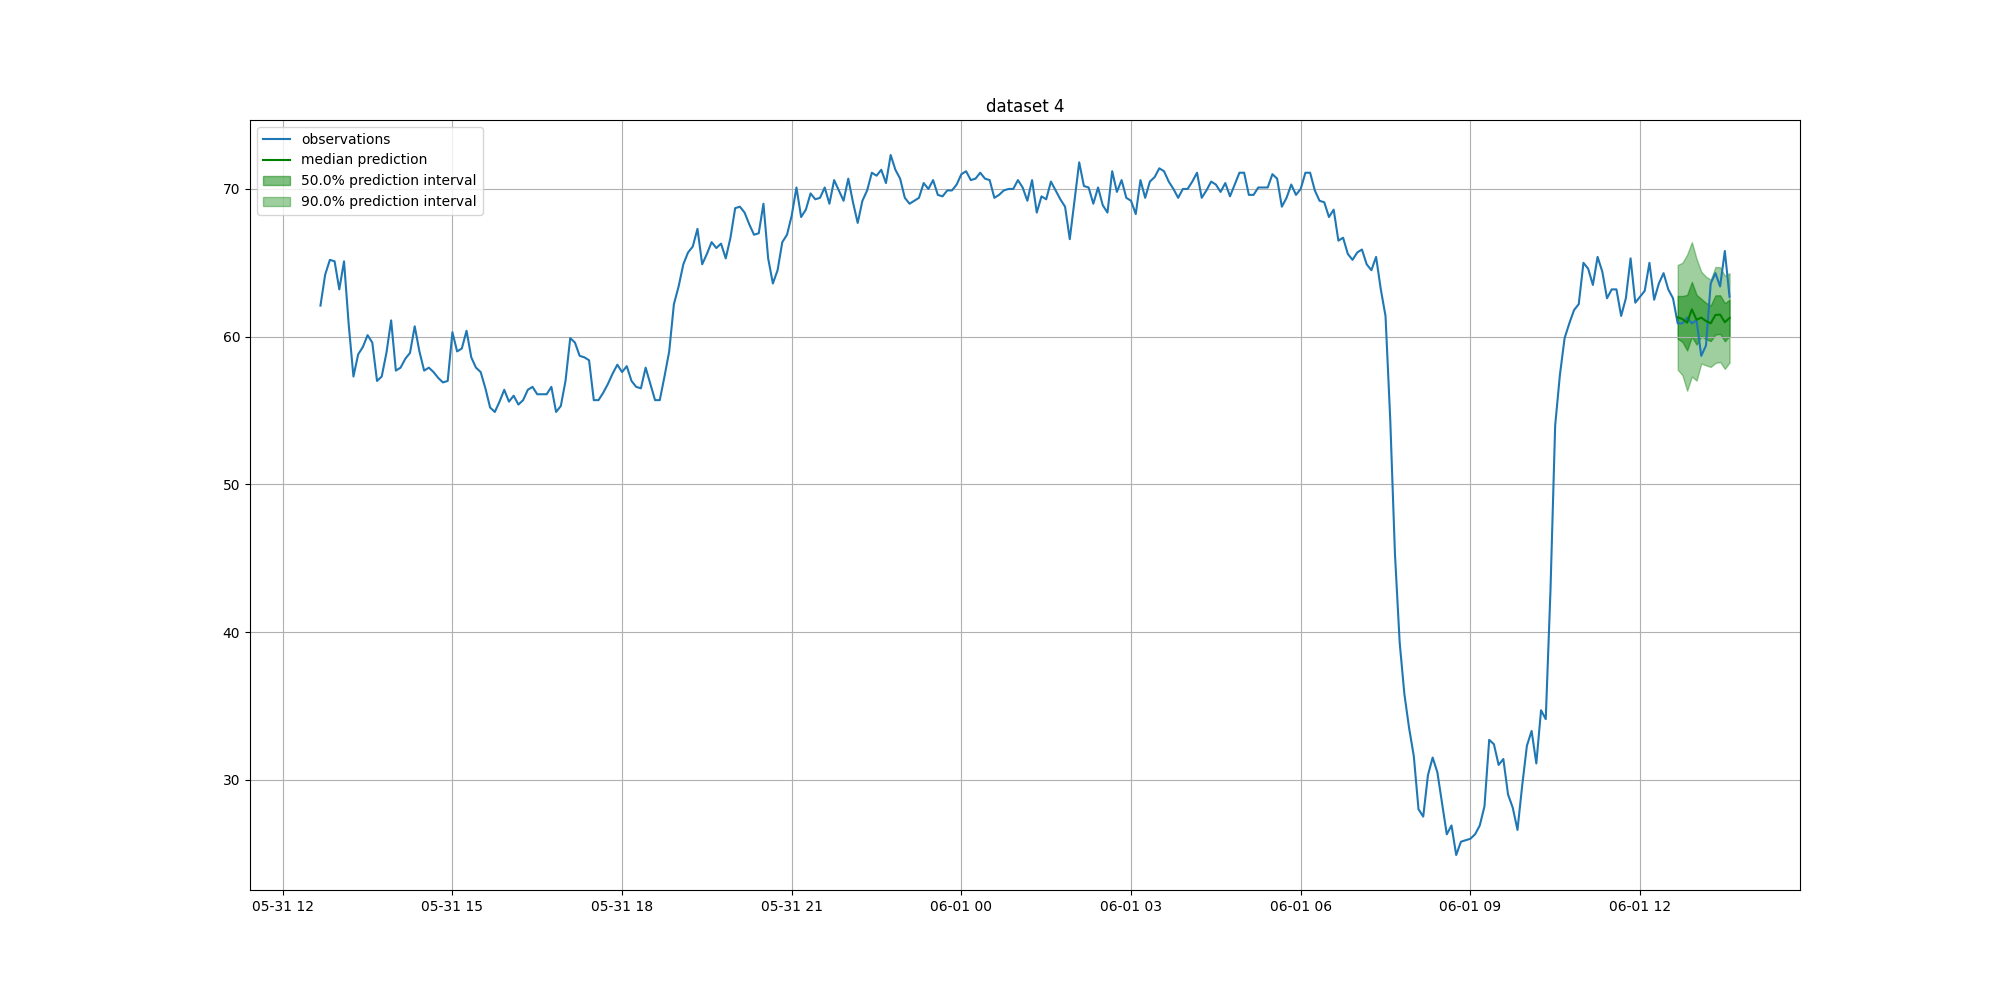 dataset 4
observations
median prediction
50.0% prediction interval
90.0% prediction interval
70
60
50
40
30
05-31 12
05-31 15
05-31 18
05-31 21
06-01 00
06-01 03
06-01 06
06-01 09
06-01 12